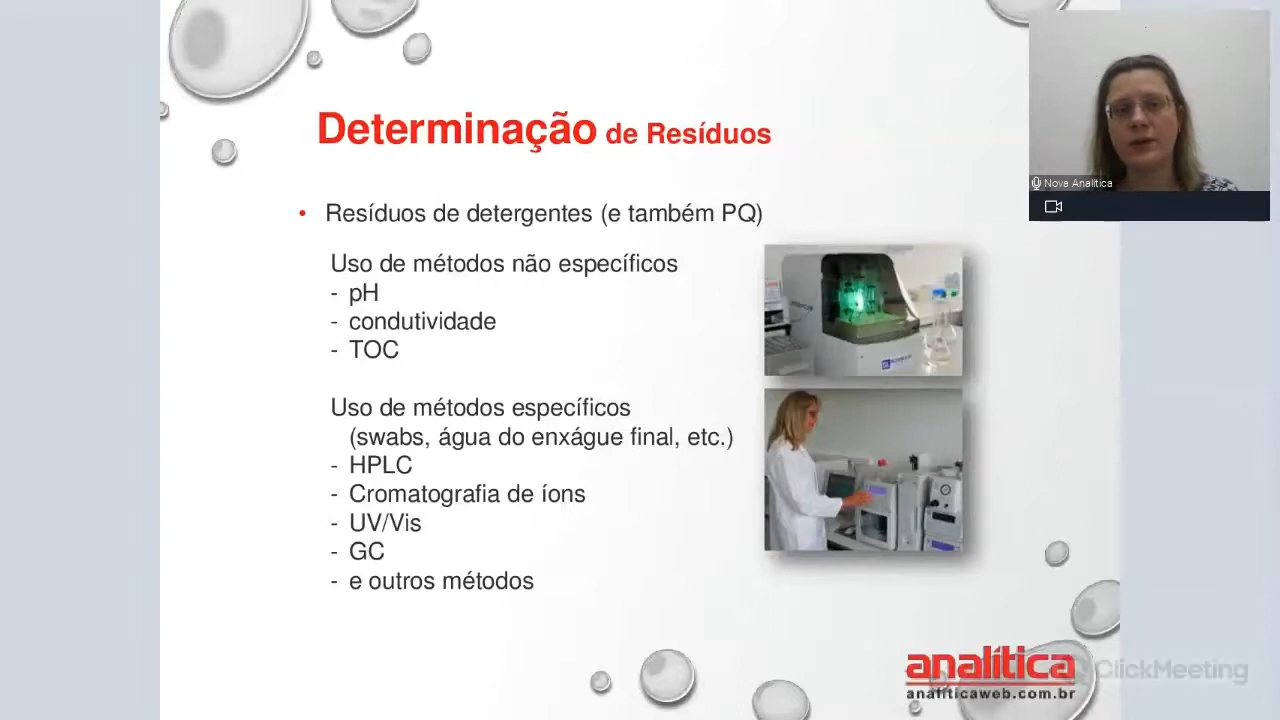 Determinação de Resíduos
Nova Analítica
• Resíduos de detergentes (e também PQ)
Uso de métodos não específicos
- pH
- condutividade
- TOC
Uso de métodos específicos
(swabs, água do enxágue final, etc.)
- HPLC
- Cromatografia de íons
- UV/Vis
- GC
- e outros métodos
analítica
analiticaweb.com.br
ClickMeeting